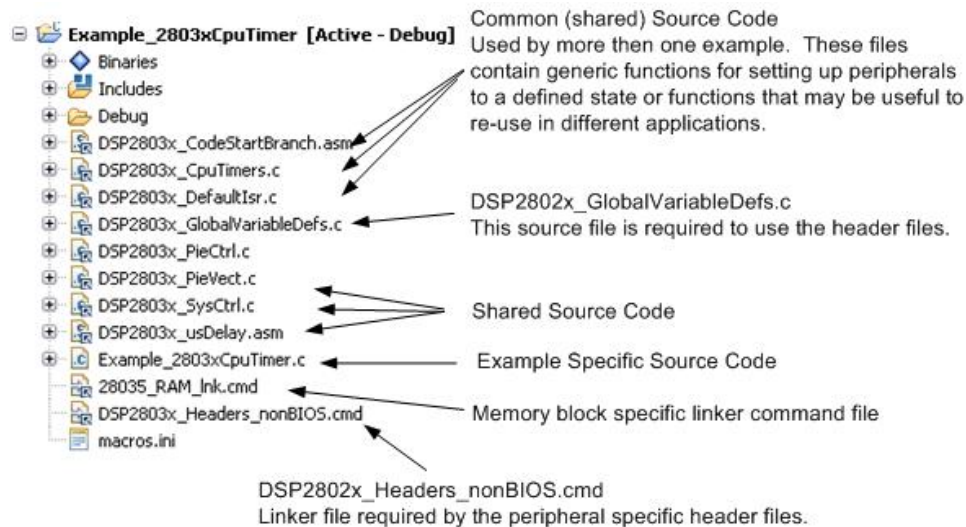 Example_2803xCpuTimer [Active - Debug]
Binaries
Includes
Debug
DSP2803x_CodeStartBranch.asm
DSP2803x_CpuTimers.c
DSP2803x_DefaultIsr.c
DSP2803x_GlobalVariableDefs.c
DSP2803x_PieCtrl.c
DSP2803x_PieVect.c
DSP2803x_SysCtrl.c
DSP2803x_usDelay.asm
Example_2803xCpuTimer.c
28035_RAM_lnk.cmd
DSP2803x_Headers_nonBIOS.cmd
macros.ini
Common (shared) Source Code
Used by more then one example. These files
contain generic functions for setting up peripherals
to a defined state or functions that may be useful to
re-use in different applications.
DSP2802x_GlobalVariableDefs.c
This source file is required to use the header files.
Shared Source Code
Example Specific Source Code
Memory block specific linker command file
DSP2802x_Headers_nonBIOS.cmd
Linker file required by the peripheral specific header files.